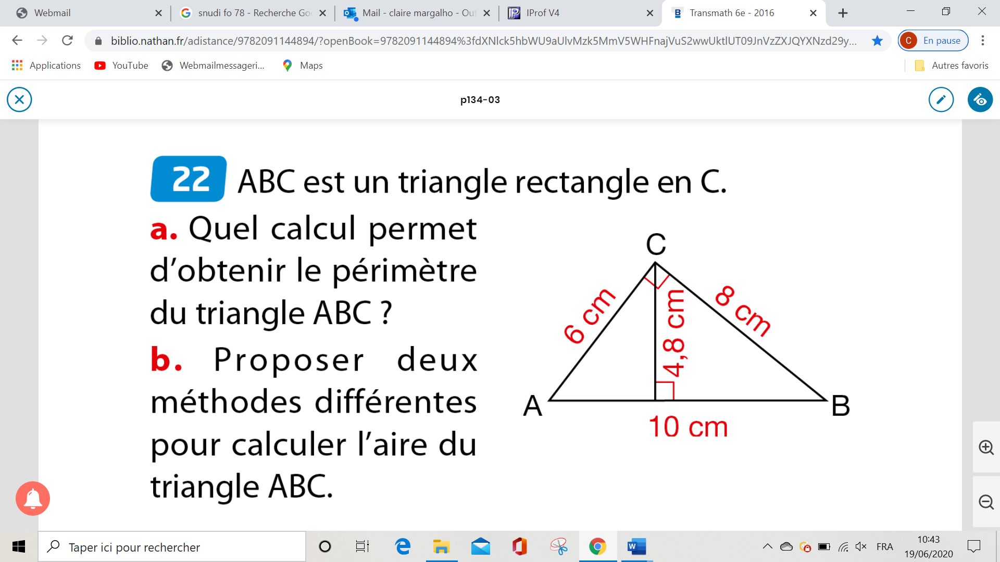 Webmail
snudi fo 78 - Recherche Go
Mail - claire margalho - Out
IProf V4
Transmath 6e - 2016
biblio.nathan.fr/adistance/9782091144894/?openBook=9782091144894%3fdXNlck5hbWU9aUlvMzk5MmV5WHFnajVuS2wwUktlUT09JnVzZXJQYXNzd29y...
C En pause
Applications
YouTube
Webmailmessageri...
Maps
Autres favoris
p134-03
22 ABC est un triangle rectangle en C.
a. Quel calcul permet
d'obtenir le périmètre
du triangle ABC ?
b. Proposer deux
méthodes différentes
pour calculer l'aire du
triangle ABC.
C
6 cm
4,8 cm
8 cm
A
B
10 cm
Taper ici pour rechercher
FRA
10:43
19/06/2020